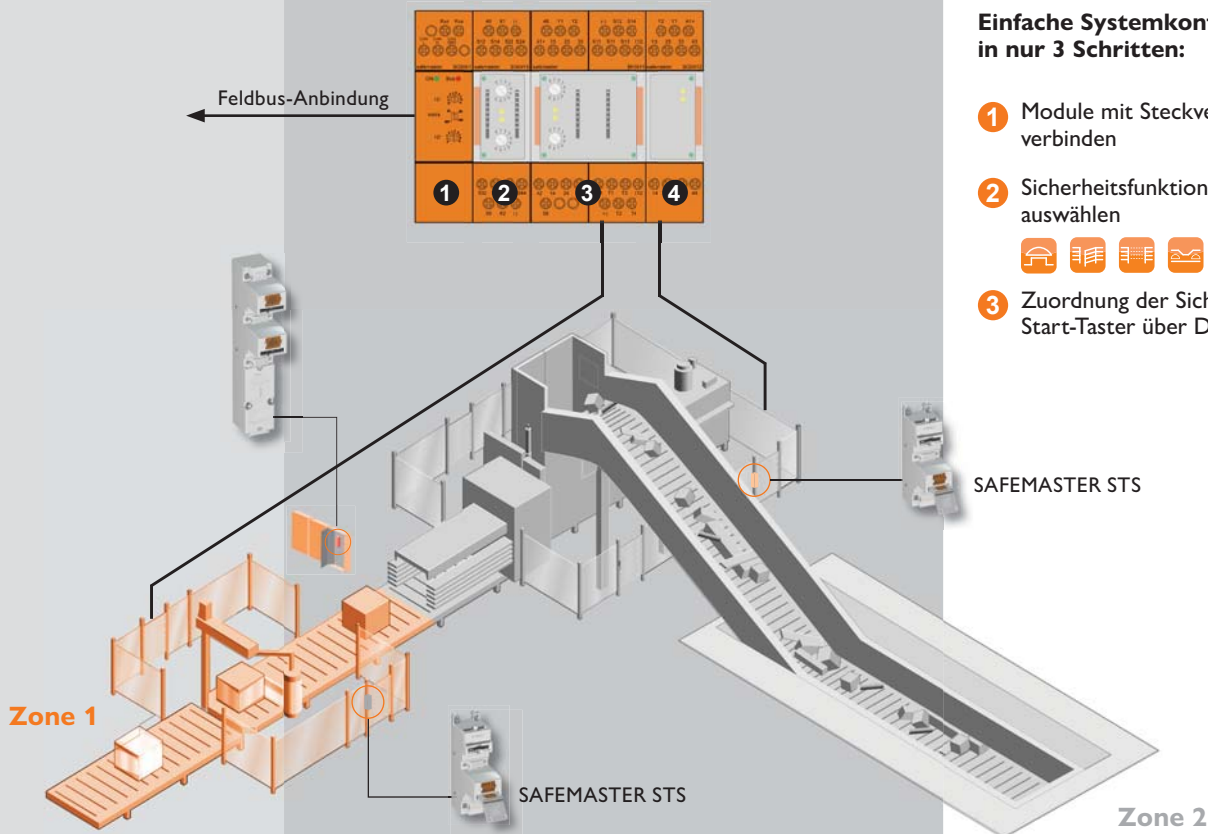 Einfache Systemkon
in nur 3 Schritten:
Feldbus-Anbindung
1 Module mit Steckve
verbinden
2 Sicherheitsfunktion
auswählen
3 Zuordnung der Sich
Start-Taster über D
1 2 3 4
SAFEMASTER STS
Zone 1
SAFEMASTER STS
Zone 2